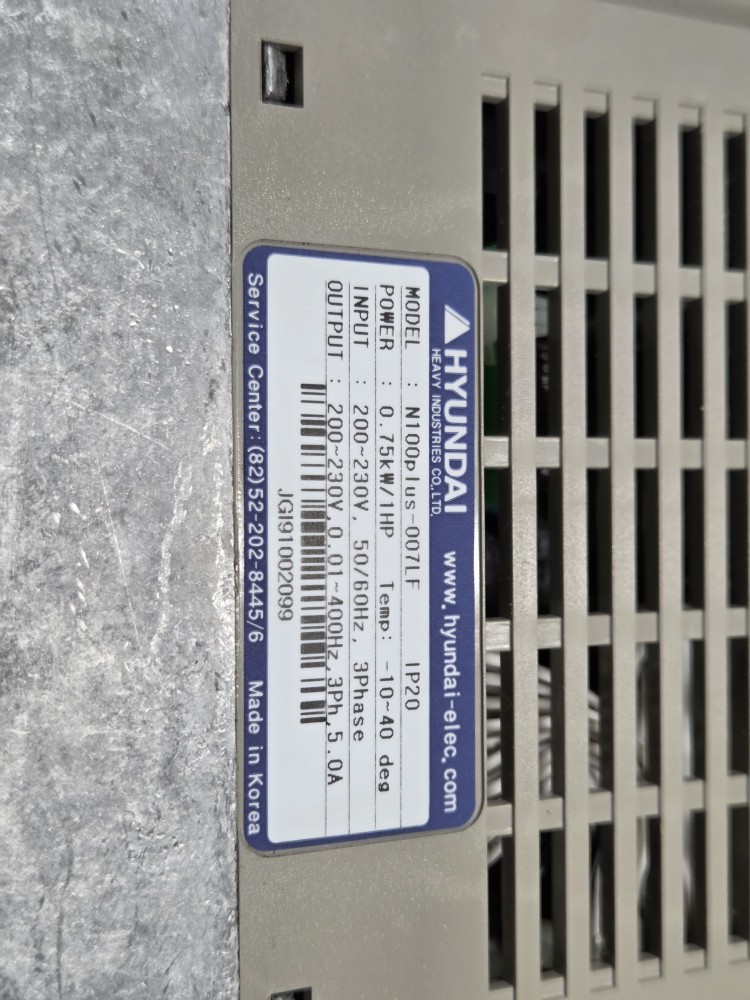 HYUNDAI www.hyundai-elec.com
HEAVY INDUSTRIES CO.,LTD.
MODEL : N100plus-007LF IP20
POWER : 0.75kW/1HP Temp: -10~40 deg
INPUT : 200~230V, 50/60Hz, 3Phase
OUTPUT : 200~230V,0.01~400Hz,3Ph,5.0A
JGI91002099
Service Center:(82)52-202-8445/6 Made in Korea